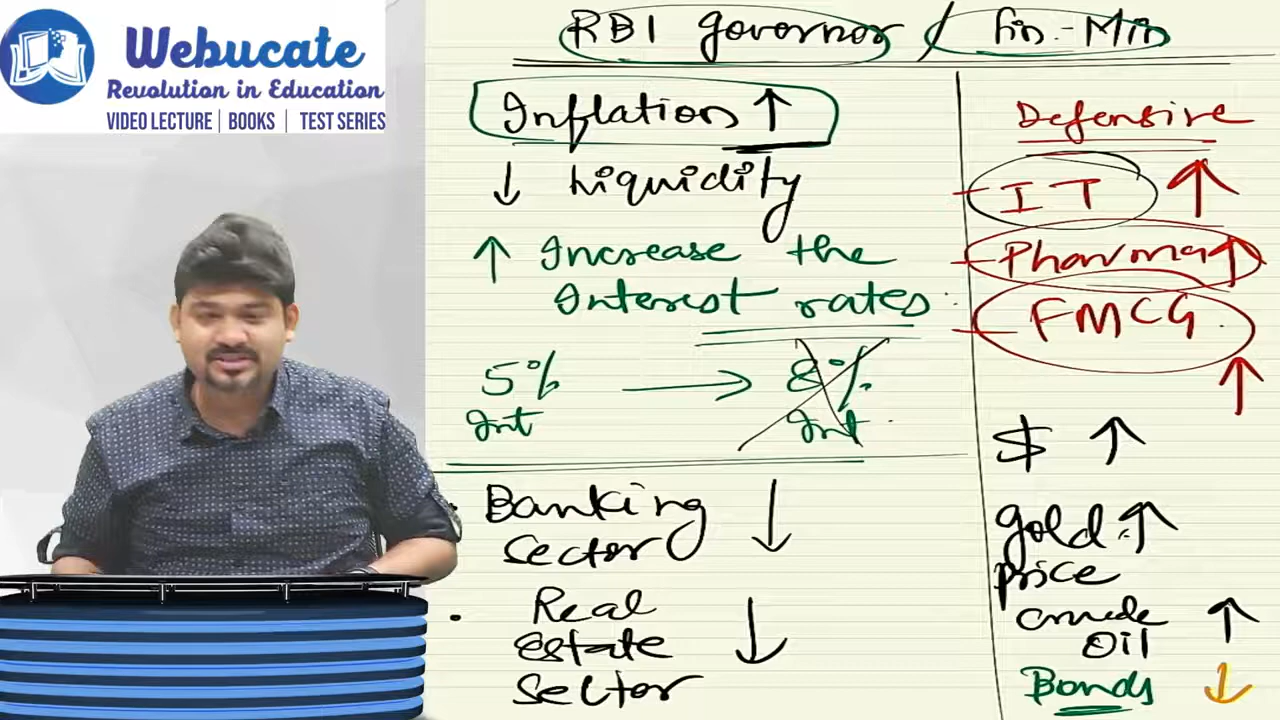 Webucate
Revolution in Education
VIDEO LECTURE | BOOKS | TEST SERIES
RBI governor / Fin. Min
Inflation ↑
↓ Liquidity
↑ Increase the
Interest rates
5% → 8%
Int Int
Banking ↓
Sector
• Real
Estate ↓
Sector
Defensive
- IT ↑
- Pharma ↑
- FMCG ↑
$ ↑
Gold ↑
Price
Crude ↑
Oil
Bonds ↓